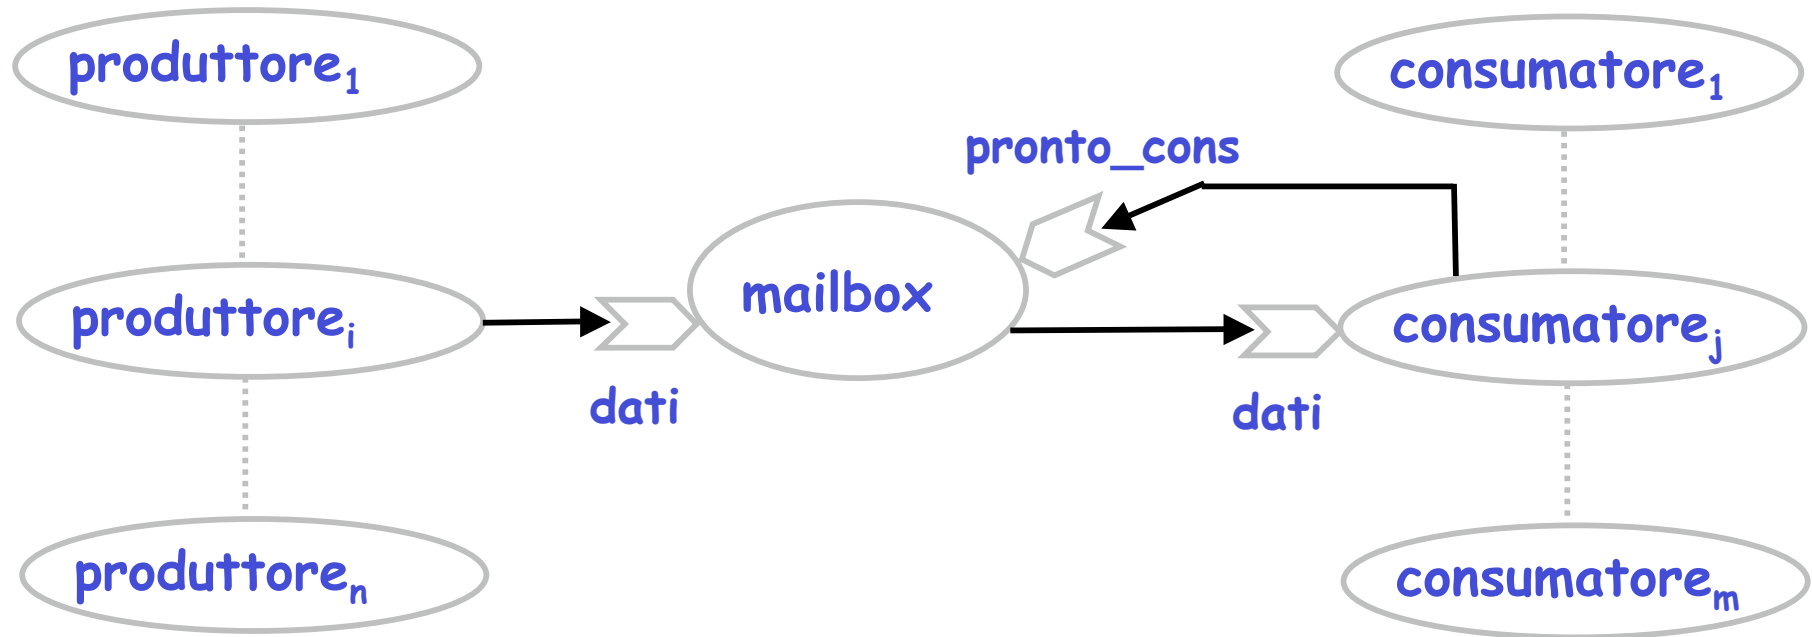 produttore1
consumatore1
pronto_cons
mailbox
produttorei
consumatorej
dati
dati
produttoren
consumatorem